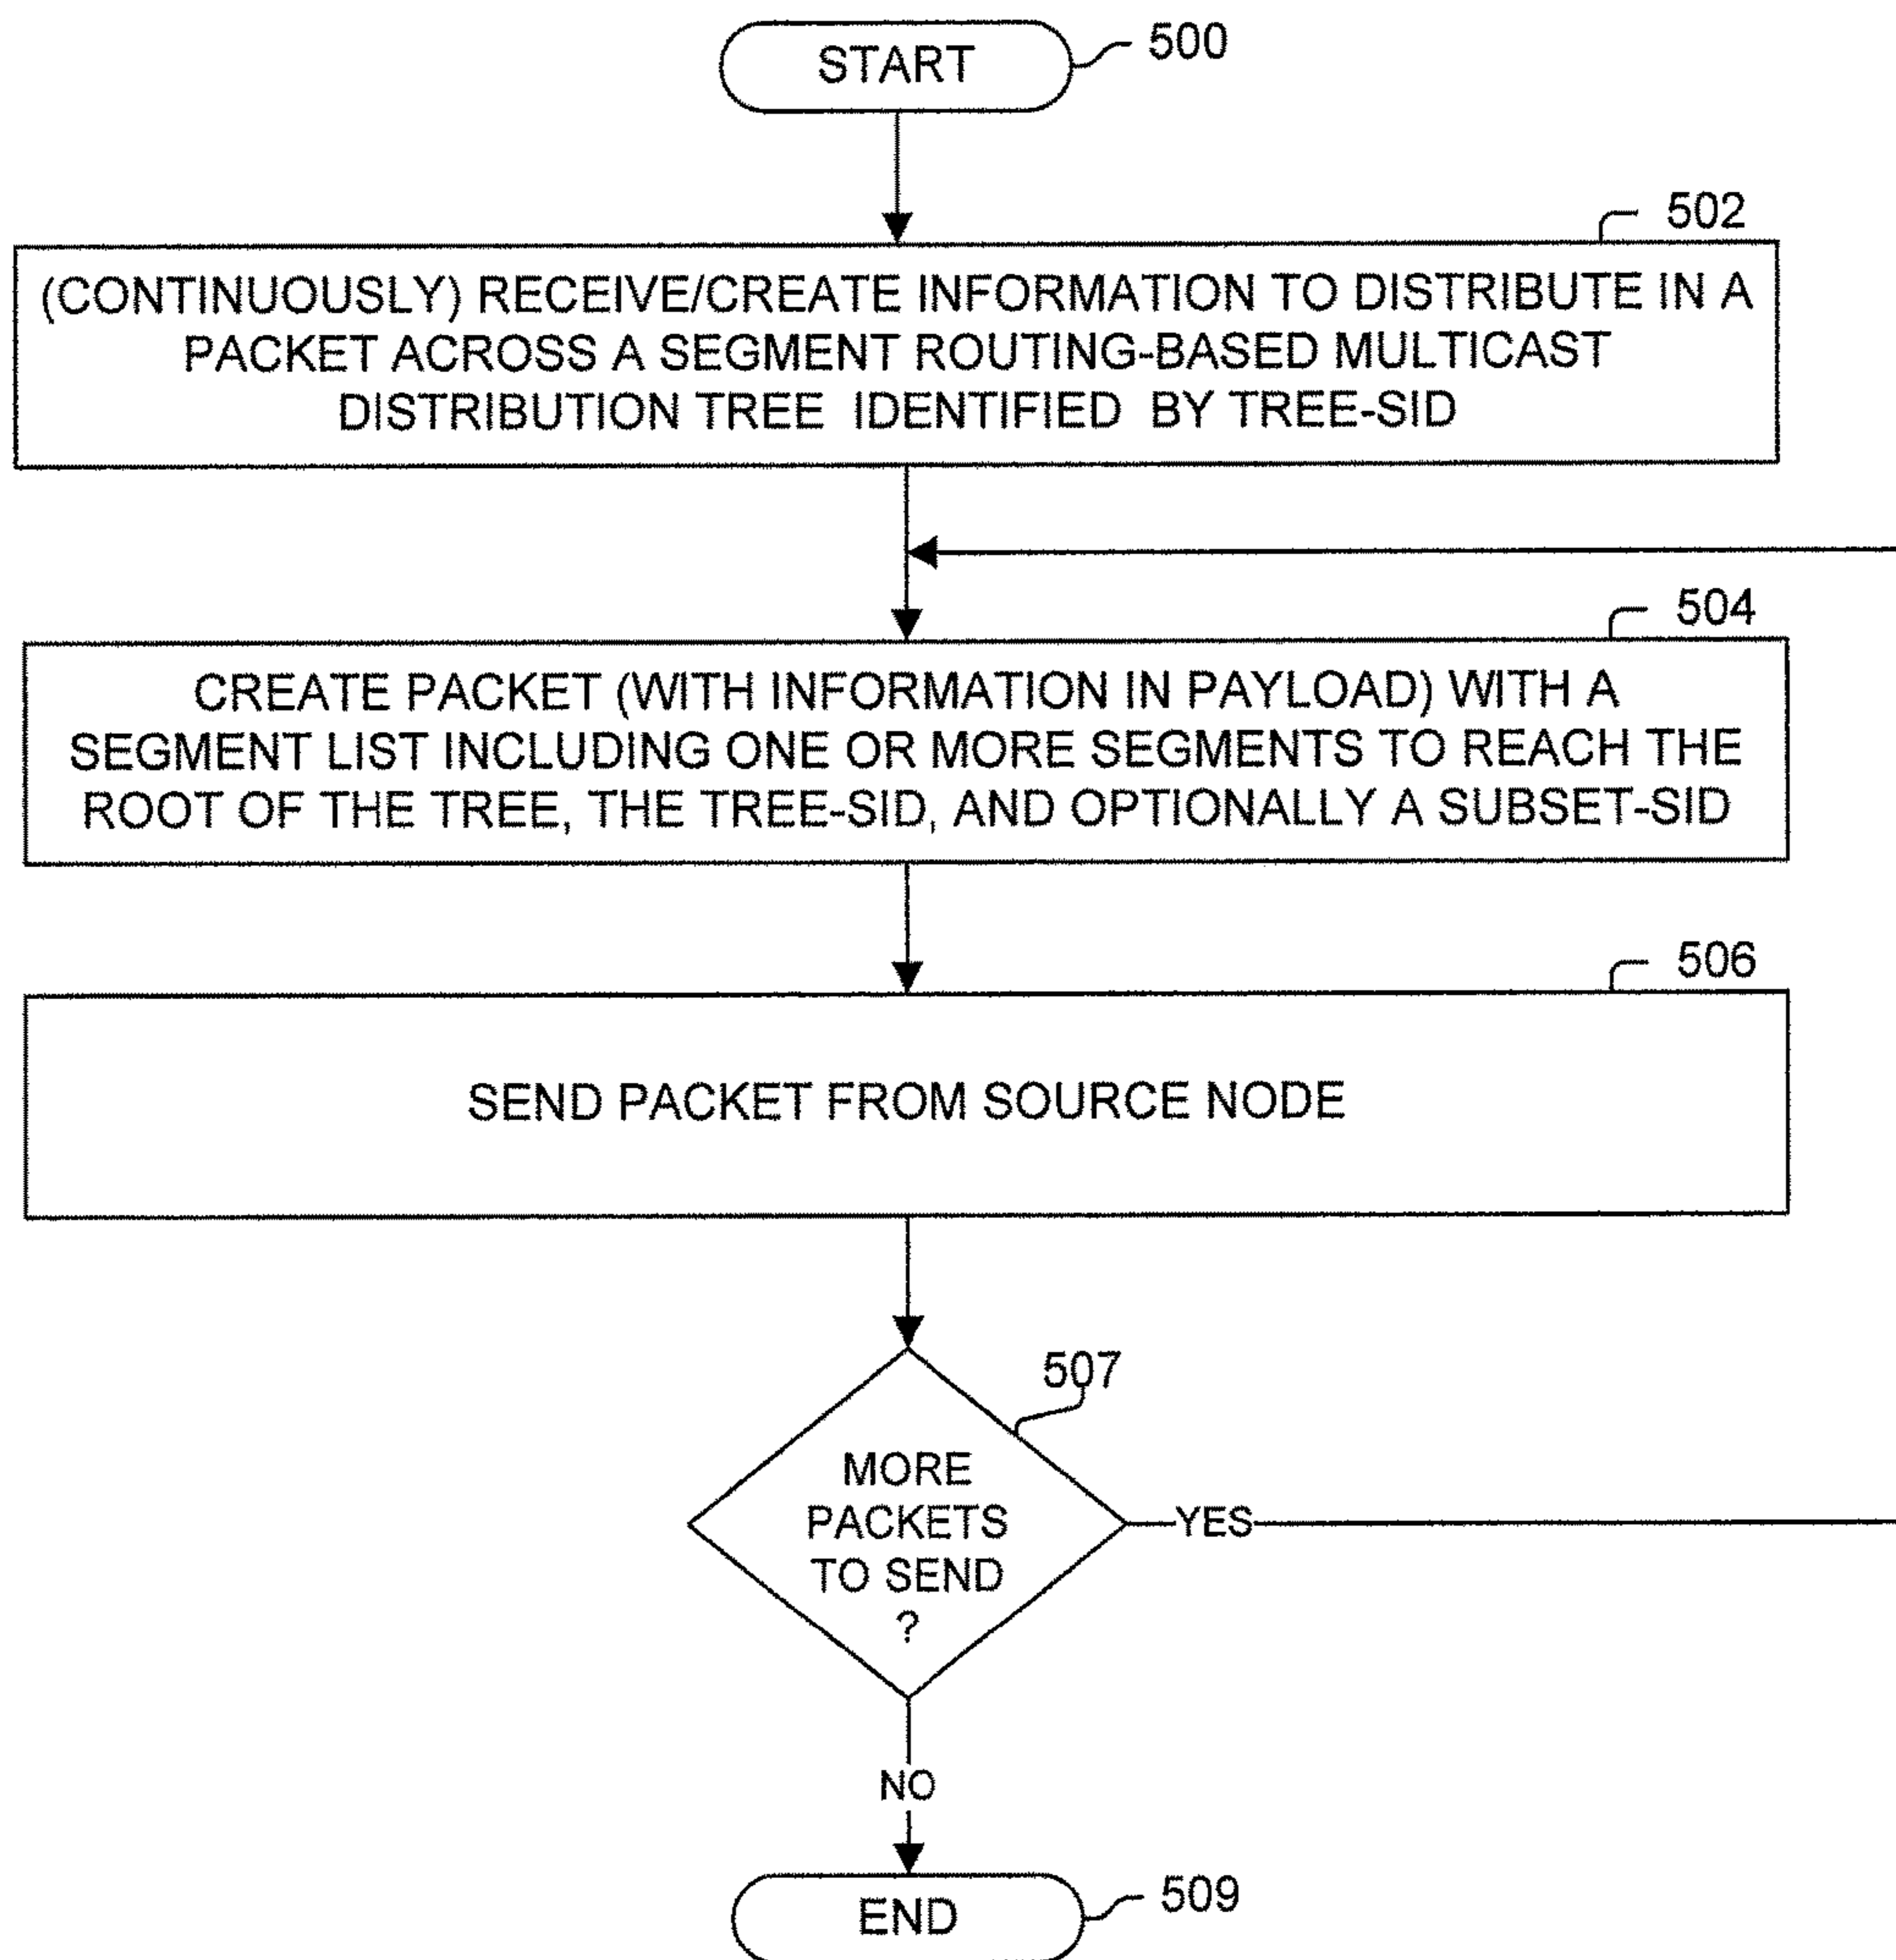 START
500
502
(CONTINUOUSLY) RECEIVE/CREATE INFORMATION TO DISTRIBUTE IN A
PACKET ACROSS A SEGMENT ROUTING-BASED MULTICAST
DISTRIBUTION TREE IDENTIFIED BY TREE-SID
504
CREATE PACKET (WITH INFORMATION IN PAYLOAD) WITH A
SEGMENT LIST INCLUDING ONE OR MORE SEGMENTS TO REACH THE
ROOT OF THE TREE, THE TREE-SID, AND OPTIONALLY A SUBSET-SID
506
SEND PACKET FROM SOURCE NODE
507
MORE
PACKETS
TO SEND
?
YES
NO
END
509